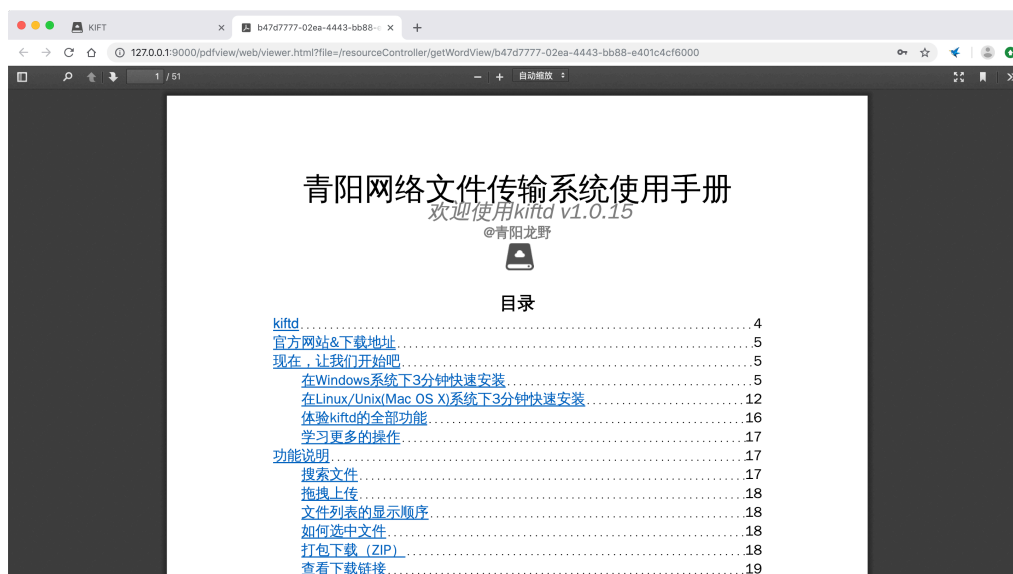 KIFT
b47d7777-02ea-4443-bb88-
127.0.0.1:9000/pdfview/web/viewer.html?file=/resourceController/getWordView/b47d7777-02ea-4443-bb88-e401c4cf6000
1 / 51
自动缩放
青阳网络文件传输系统使用手册
欢迎使用kiftd v1.0.15
@青阳龙野
目录
kiftd 4
官方网站&下载地址 5
现在，让我们开始吧 5
在Windows系统下3分钟快速安装 5
在Linux/Unix(Mac OS X)系统下3分钟快速安装 12
体验kiftd的全部功能 16
学习更多的操作 17
功能说明 17
搜索文件 17
拖拽上传 18
文件列表的显示顺序 18
如何选中文件 18
打包下载（ZIP） 18
查看下载链接 19